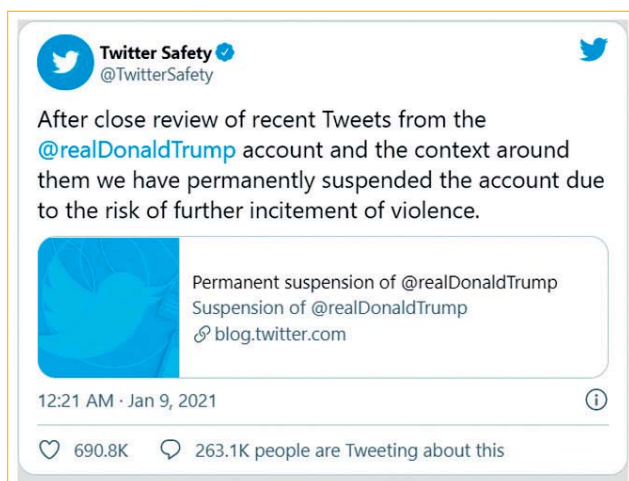 Twitter Safety
@TwitterSafety
After close review of recent Tweets from the
@realDonaldTrump account and the context around
them we have permanently suspended the account due
to the risk of further incitement of violence.
Permanent suspension of @realDonaldTrump
Suspension of @realDonaldTrump
blog.twitter.com
12:21 AM · Jan 9, 2021
690.8K 263.1K people are Tweeting about this